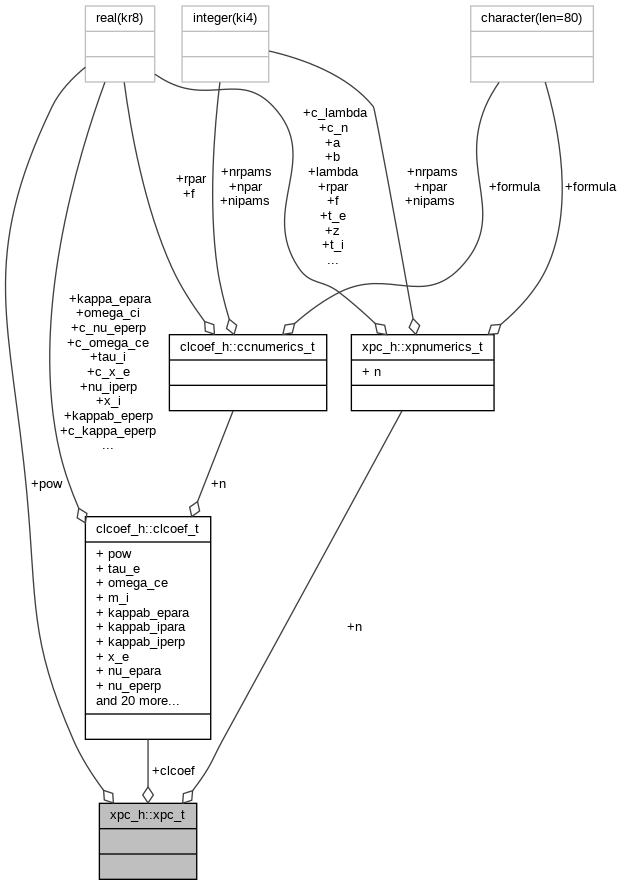 real(kr8)
integer(ki4)
character(len=80)
+c_lambda
+c_n
+a
+b
+lambda
+rpar
+f
+t_e
+z
+t_i
...
+rpar
+f
+nrpams
+npar
+nipams
+nrpams
+npar
+nipams
+formula
+formula
+kappa_epara
+omega_ci
+c_nu_eperp
+c_omega_ce
+tau_i
+c_x_e
+nu_iperp
+x_i
+kappab_eperp
+c_kappa_eperp
...
clcoef_h::ccnumerics_t
xpc_h::xpnumerics_t
+ n
+pow
+n
clcoef_h::clcoef_t
+ pow
+ tau_e
+ omega_ce
+ m_i
+ kappab_epara
+ kappab_ipara
+ kappab_iperp
+ x_e
+ nu_epara
+ nu_eperp
and 20 more...
+n
+clcoef
xpc_h::xpc_t